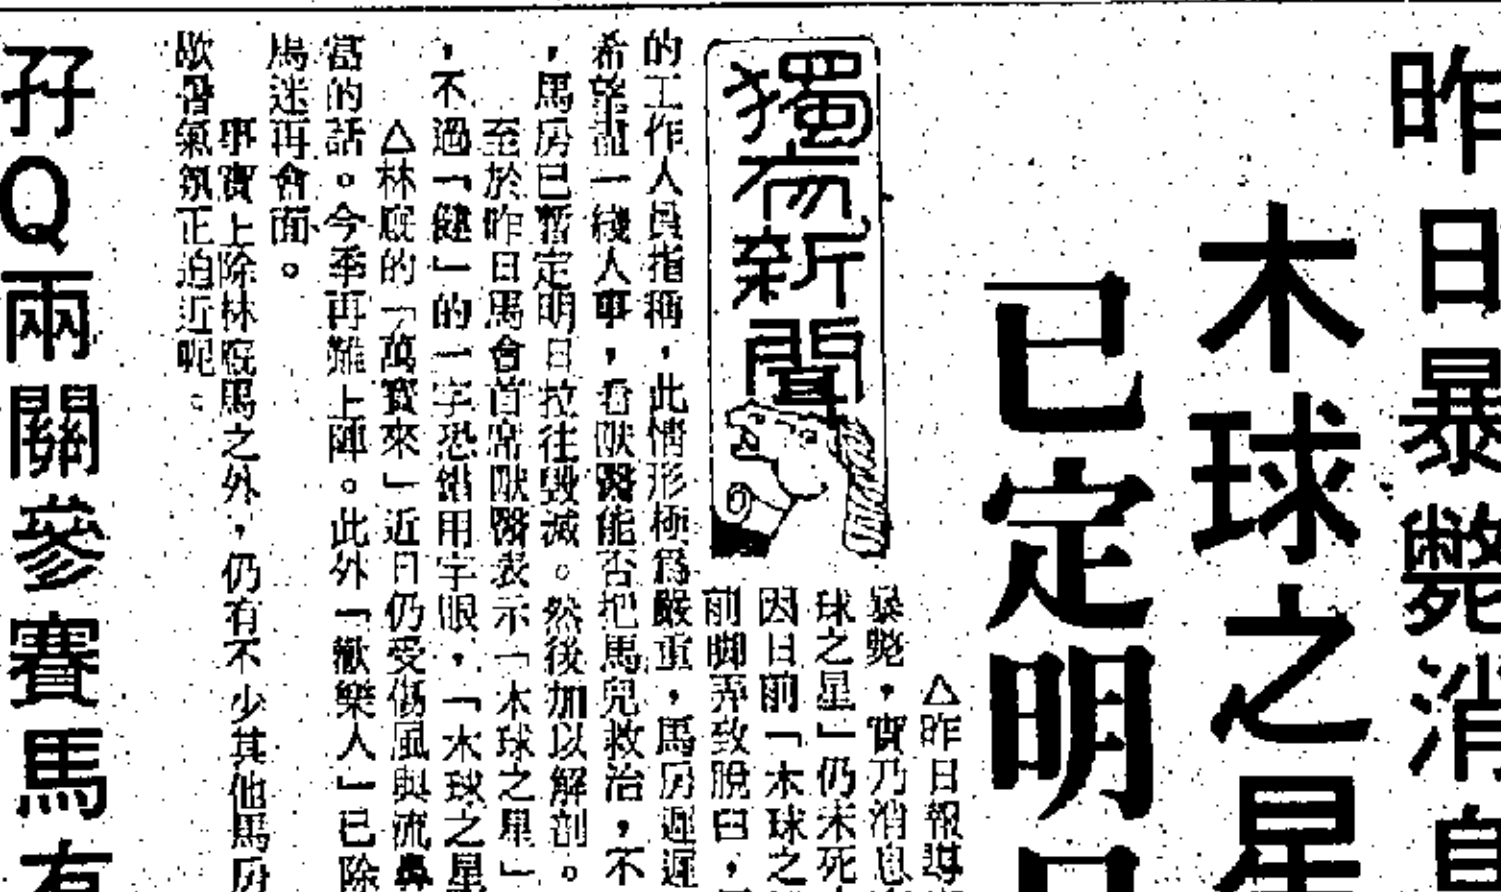 昨日暴斃消息
木球之星
已定明日
獨家新聞
△昨日報導
暴斃，實乃消息
球之星」仍未死
因日前「木球之
前脚弄致脫臼，
的工作人員指稱，此情形極爲嚴重，馬房遲遲
希望盡一綫人事，看獸醫能否把馬兒救治，不
，馬房已暫定明日拉往毀滅。然後加以解剖。
至於昨日馬會首席獸醫表示「木球之星」
，不過「健」的一字恐錯用字眼，「木球之星
△林廐的「萬寶來」近日仍受傷風與流鼻
當的話。今季再難上陣。此外「歡樂人」已除
馬迷再會面。
事實上除林廐馬之外，仍有不少其他馬房
歇暑氣氛正迫近呢。
孖Q兩關參賽馬有